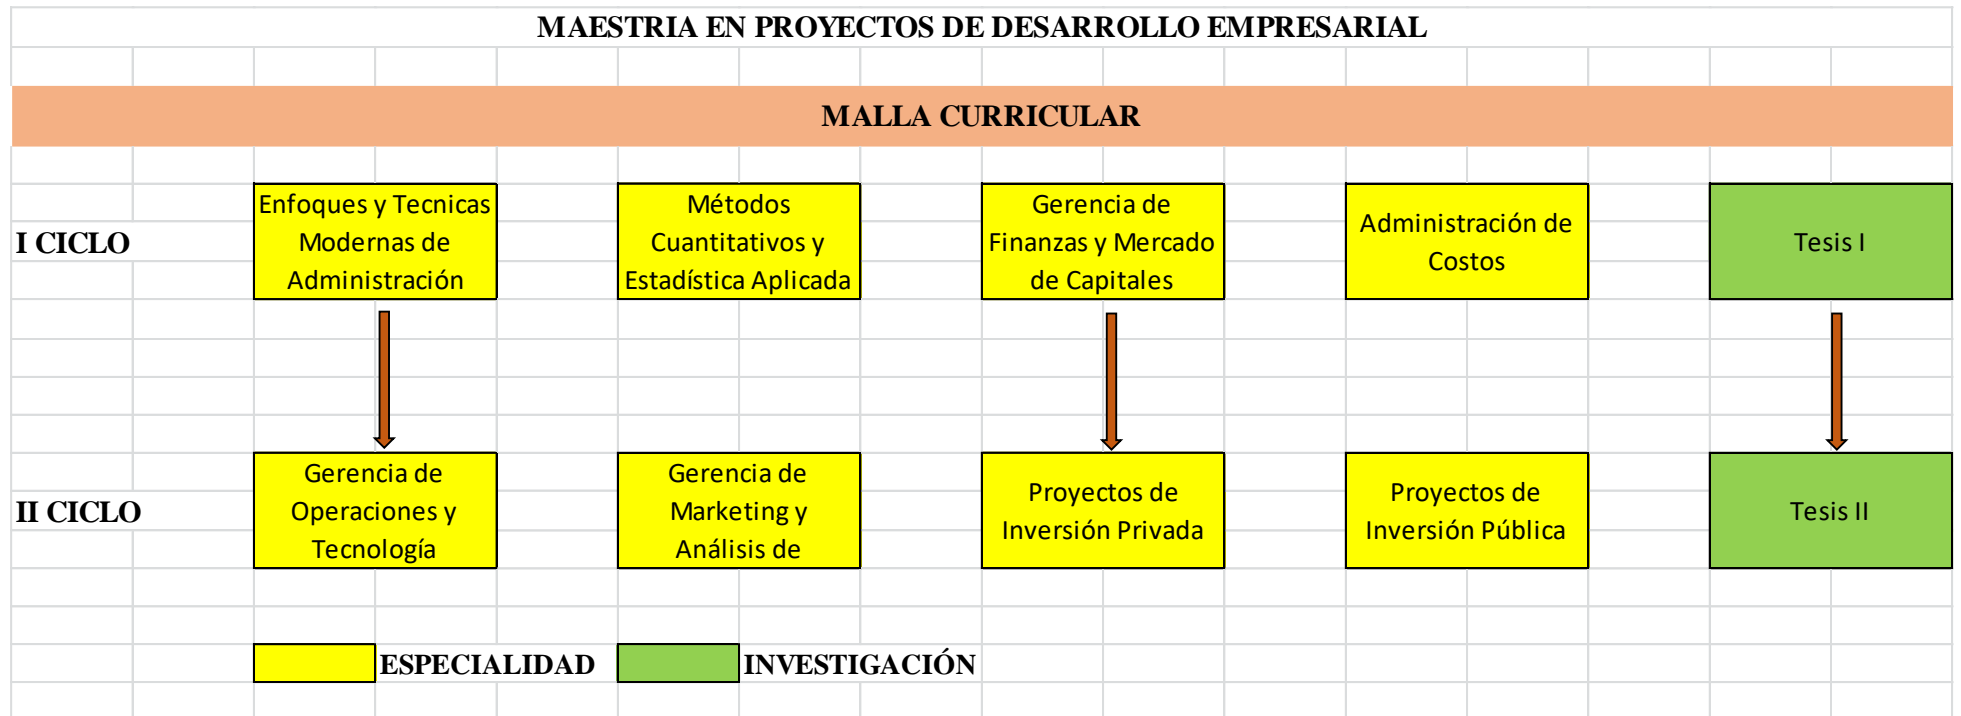 MAESTRIA EN PROYECTOS DE DESARROLLO EMPRESARIAL
MALLA CURRICULAR
I CICLO
Enfoques y Tecnicas
Modernas de
Administración
Métodos
Cuantitativos y
Estadística Aplicada
Gerencia de
Finanzas y Mercado
de Capitales
Administración de
Costos
Tesis I
II CICLO
Gerencia de
Operaciones y
Tecnología
Gerencia de
Marketing y
Análisis de
Proyectos de
Inversión Privada
Proyectos de
Inversión Pública
Tesis II
ESPECIALIDAD
INVESTIGACIÓN